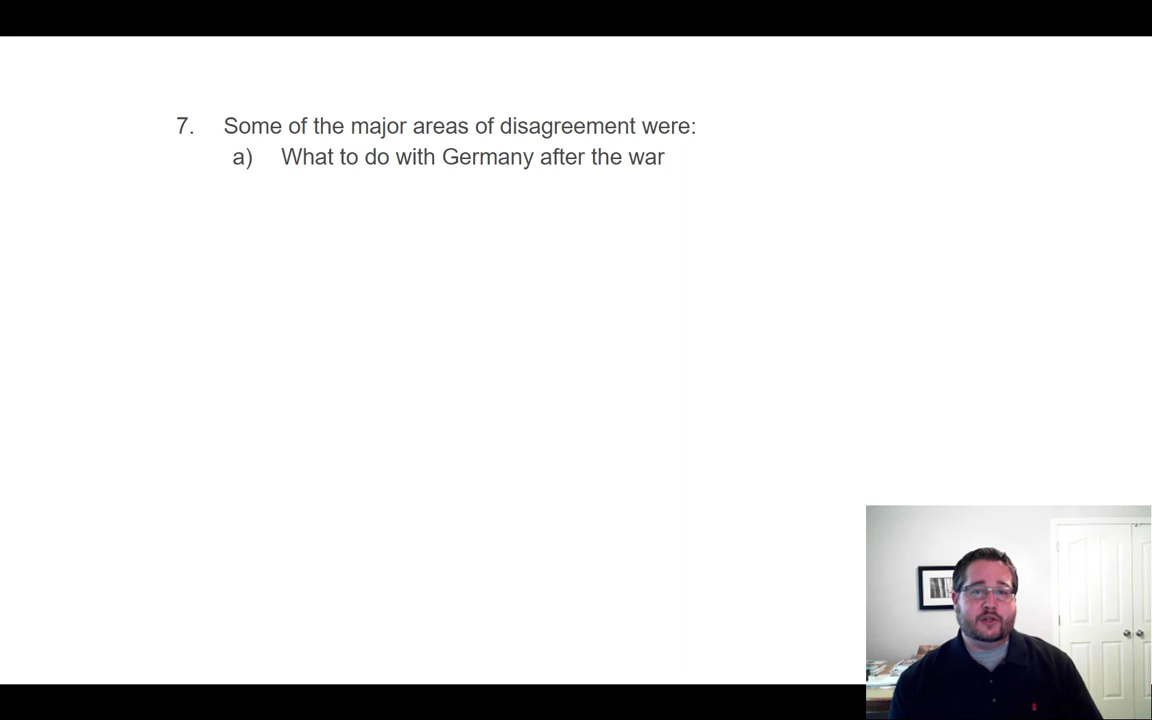 7. Some of the major areas of disagreement were:
a) What to do with Germany after the war